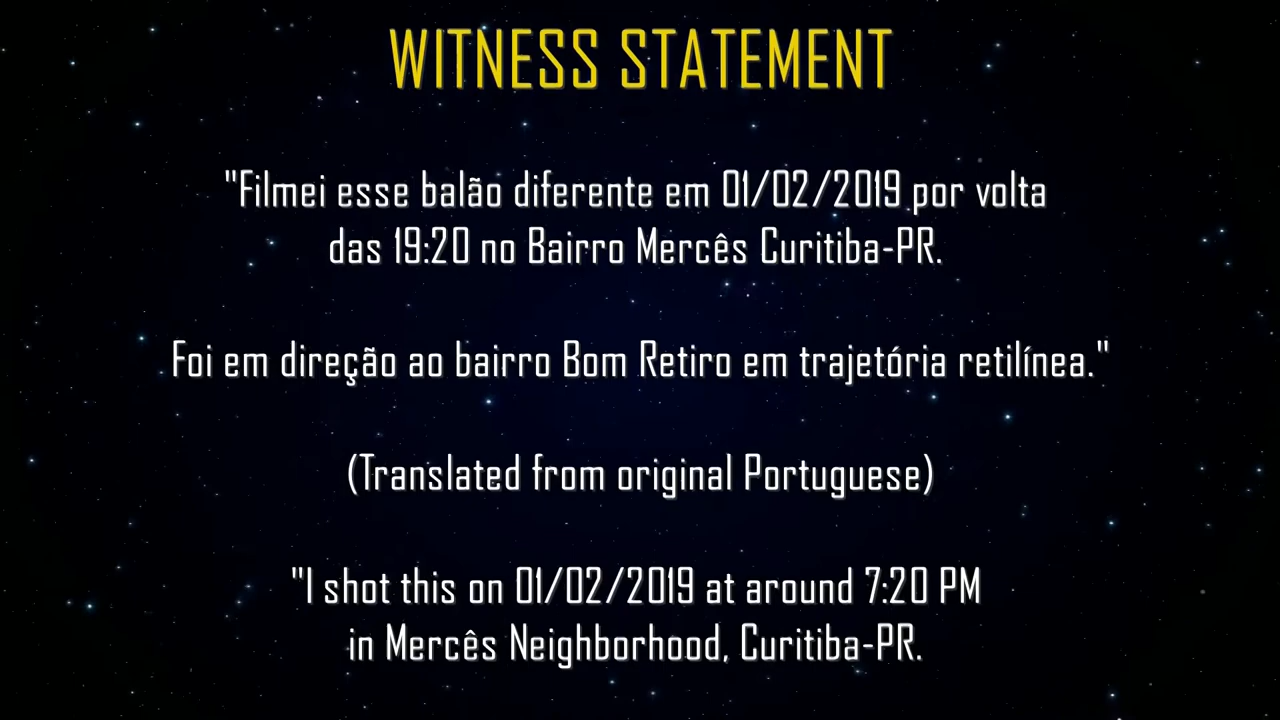 WITNESS STATEMENT
"Filmei esse balão diferente em 01/02/2019 por volta
das 19:20 no Bairro Mercês Curitiba-PR.
Foi em direção ao bairro Bom Retiro em trajetória retilínea."
(Translated from original Portuguese)
"I shot this on 01/02/2019 at around 7:20 PM
in Mercês Neighborhood, Curitiba-PR.